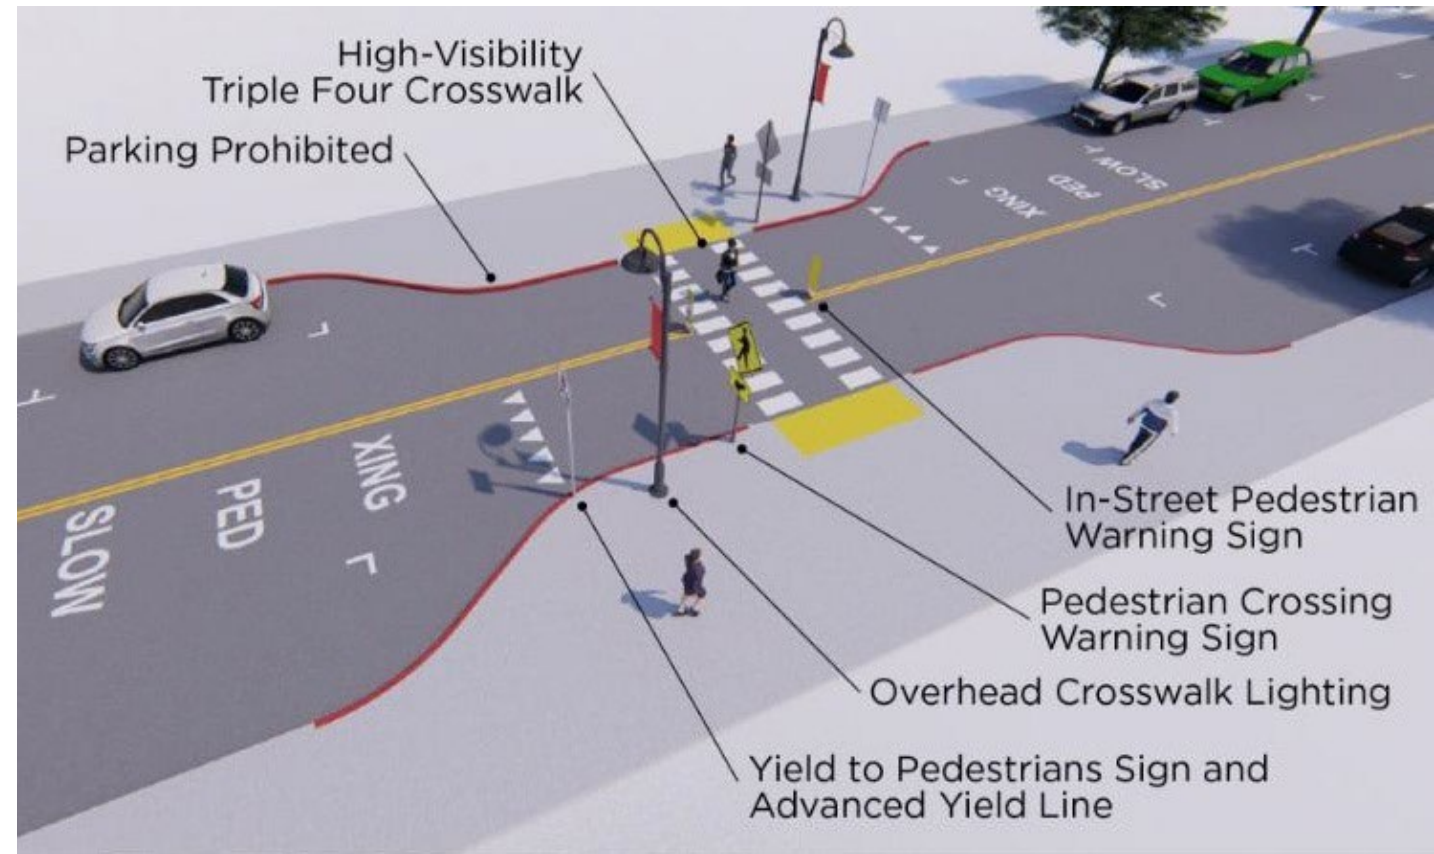 High-Visibility
Triple Four Crosswalk
Parking Prohibited
SLOW
PED
XING
XING
PED
SLOW
In-Street Pedestrian
Warning Sign
Pedestrian Crossing
Warning Sign
Overhead Crosswalk Lighting
Yield to Pedestrians Sign and
Advanced Yield Line